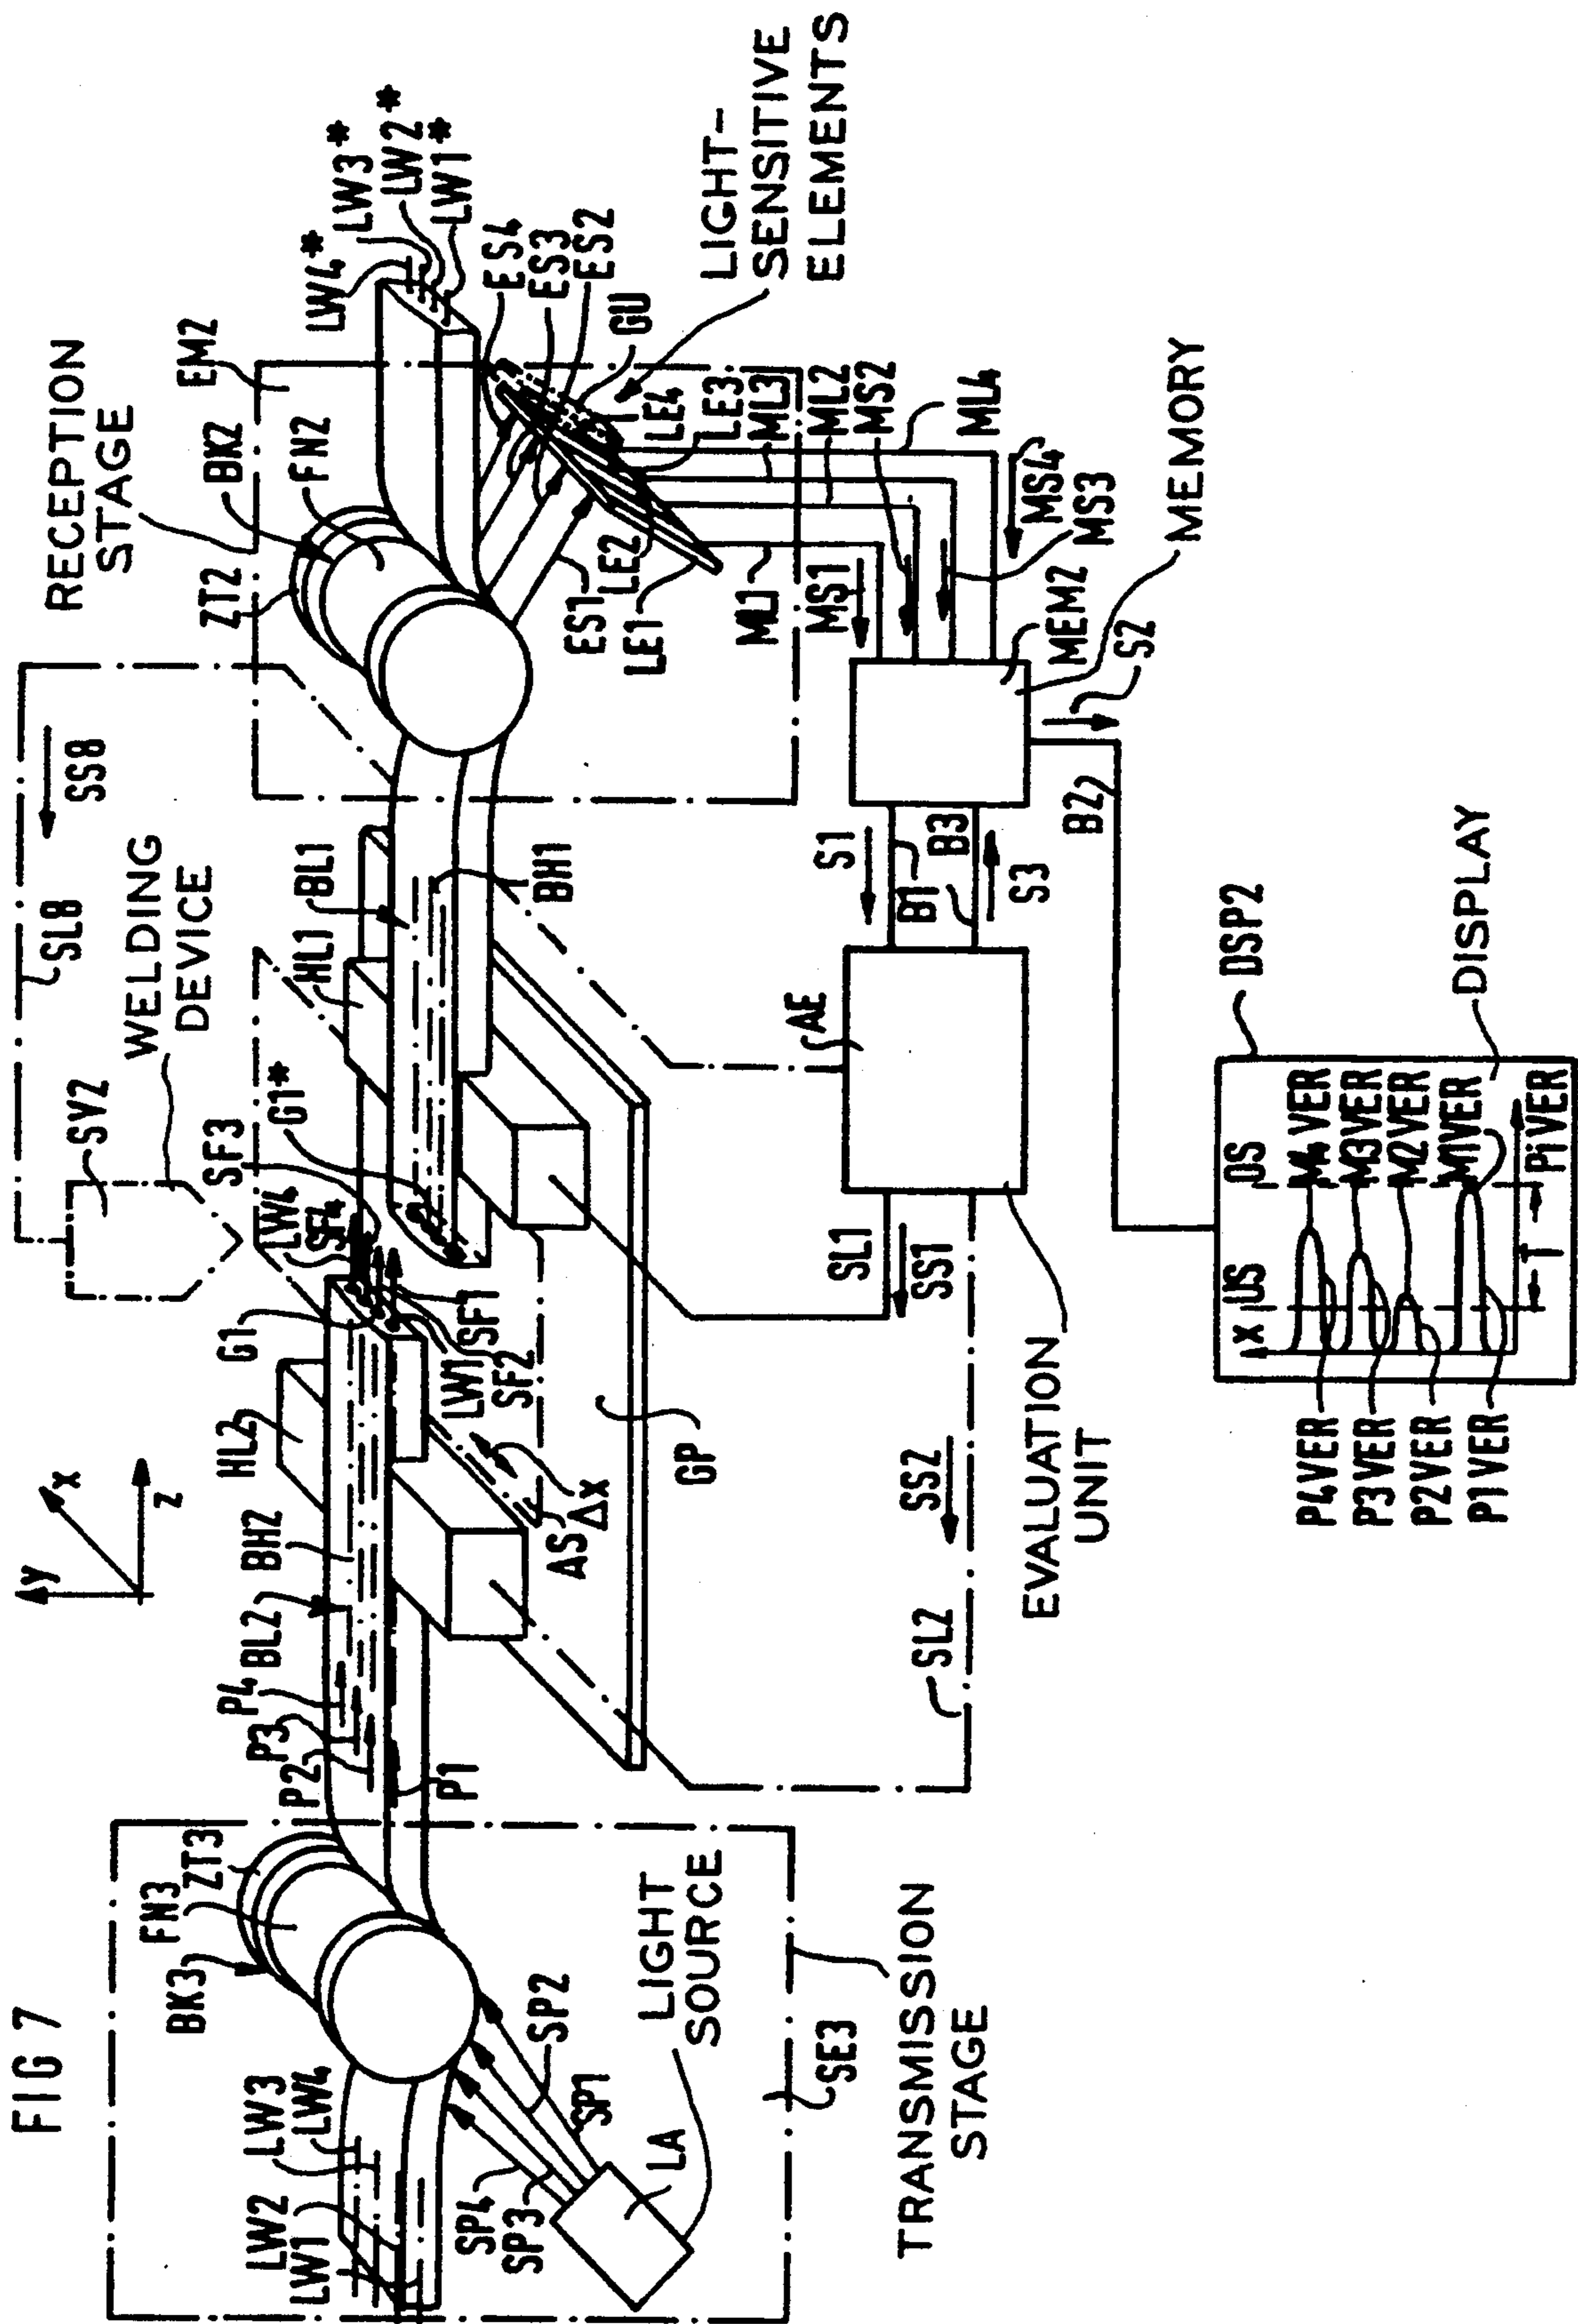 FIG 7
LW2
LW1
LW3
LW4
BK3
FN3
ZT3
SP4
SP3
SP1
SP2
LA
LIGHT
SOURCE
SE3
TRANSMISSION
STAGE
y
x
z
P2
P3
P4
P1
BL2
BH2
HL2
G1
LW4
SF4
SF3
G1*
LW1
SF2
SF1
AS
Δx
GP
SV2
WELDING
DEVICE
SL8
SS8
HL1
BL1
BH1
RECEPTION
STAGE
EM2
ZT2
BK2
FN2
LW4*
LW3*
LW2*
LW1*
ES4
ES3
ES2
GU
ES1
LE2
LE1
LE4
LE3
LIGHT-
SENSITIVE
ELEMENTS
ML1
MS1
ML3
ML2
MS2
ML4
MS4
MS3
MEM2
MEMORY
S2
B2
S1
B1
B3
S3
AE
SL1
SS1
SS2
SL2
EVALUATION
UNIT
DSP2
DISPLAY
x
US
OS
M4VER
M3VER
M2VER
M1VER
PiVER
T
P4VER
P3VER
P2VER
P1VER